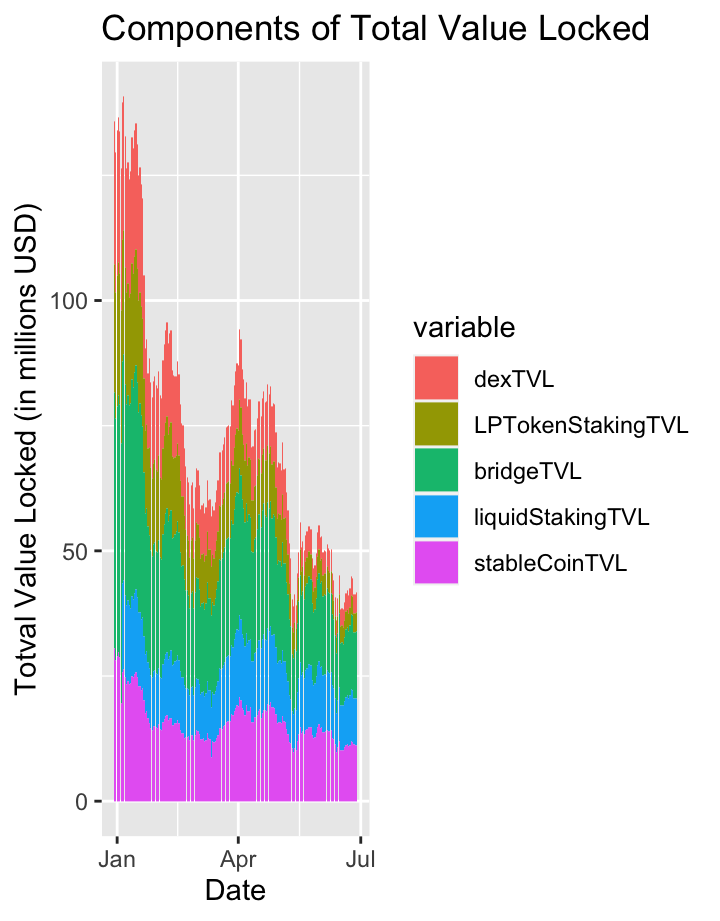 Components of Total Value Locked
Totval Value Locked (in millions USD)
100
50
0
Jan
Apr
Jul
Date
variable
dexTVL
LPTokenStakingTVL
bridgeTVL
liquidStakingTVL
stableCoinTVL